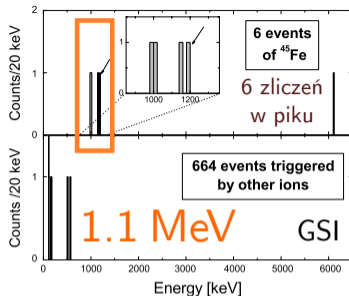 Counts/20 keV
2
1
0
1
0
1000
1200
6 events
of ⁴⁵Fe
6 zliczeń
w piku
Counts/20 keV
2
1
0
664 events triggered
by other ions
1.1 MeV
GSI
0
1000
2000
3000
4000
5000
6000
Energy [keV]